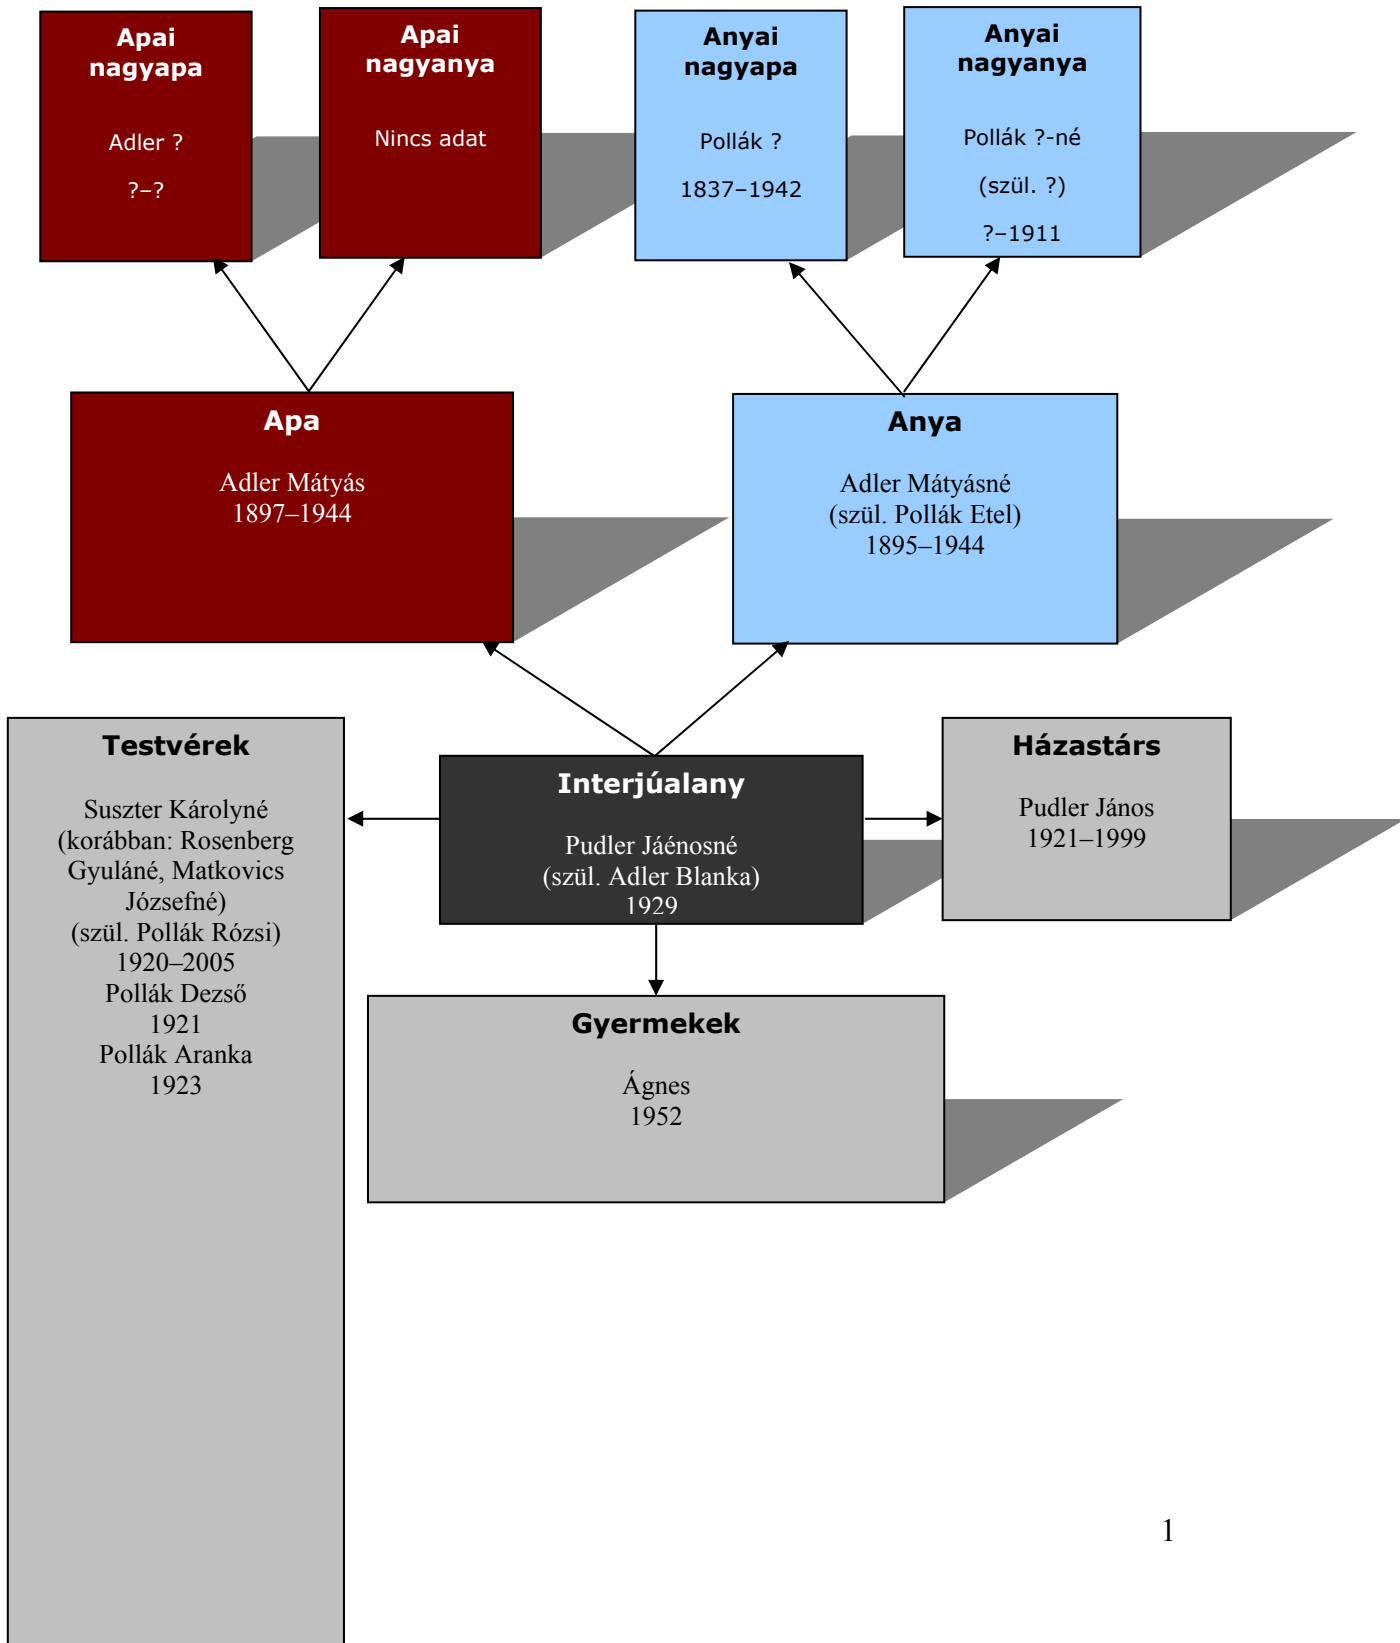 Apai
nagyapa
Adler ?
?–?
Apai
nagyanya
Nincs adat
Anyai
nagyapa
Pollák ?
1837–1942
Anyai
nagyanya
Pollák ?-né
(szül. ?)
?–1911
Apa
Adler Mátyás
1897–1944
Anya
Adler Mátyásné
(szül. Pollák Etel)
1895–1944
Testvérek
Suszter Károlyné
(korábban: Rosenberg
Gyuláné, Matkovics
Józsefné)
(szül. Pollák Rózsi)
1920–2005
Pollák Dezső
1921
Pollák Aranka
1923
Interjúalany
Pudler Jáénosné
(szül. Adler Blanka)
1929
Házastárs
Pudler János
1921–1999
Gyermekek
Ágnes
1952
1